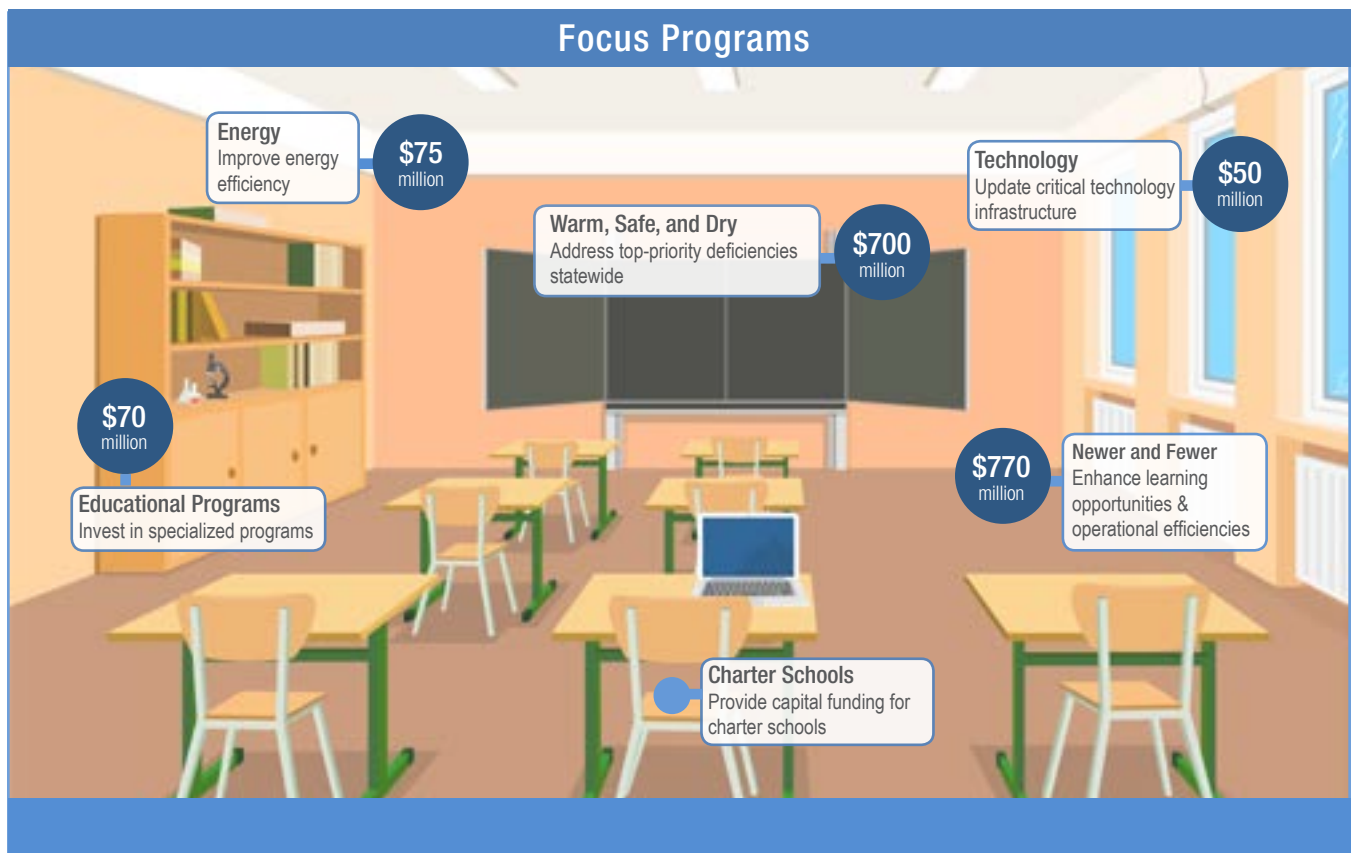 Focus Programs
Energy
Improve energy
efficiency
$75
million
Technology
Update critical technology
infrastructure
$50
million
Warm, Safe, and Dry
Address top-priority deficiencies
statewide
$700
million
$70
million
Educational Programs
Invest in specialized programs
$770
million
Newer and Fewer
Enhance learning
opportunities &
operational efficiencies
Charter Schools
Provide capital funding for
charter schools